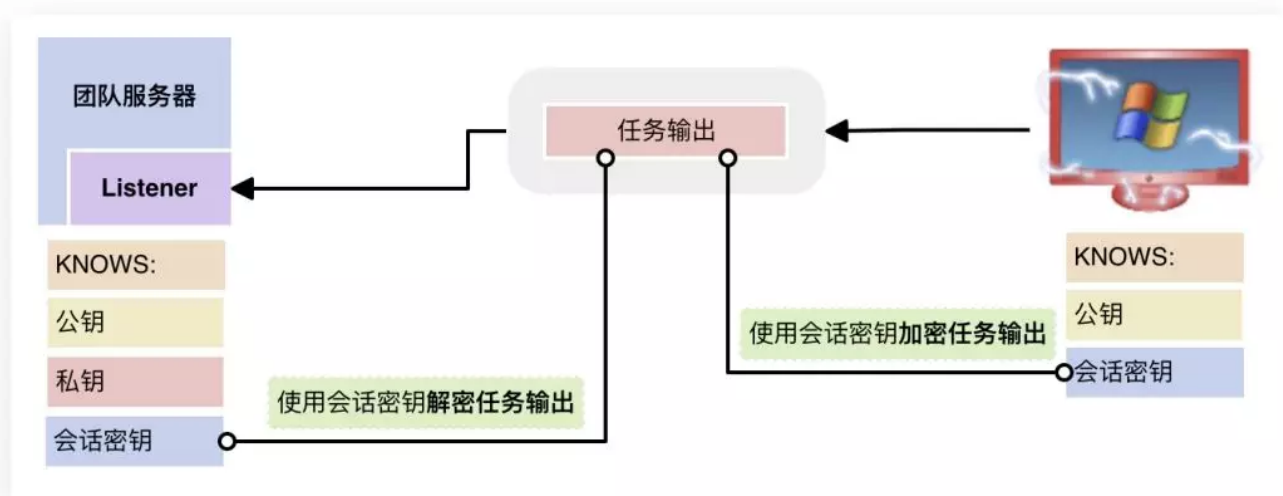 团队服务器
Listener
任务输出
KNOWS:
公钥
私钥
会话密钥
使用会话密钥解密任务输出
使用会话密钥加密任务输出
KNOWS:
公钥
会话密钥